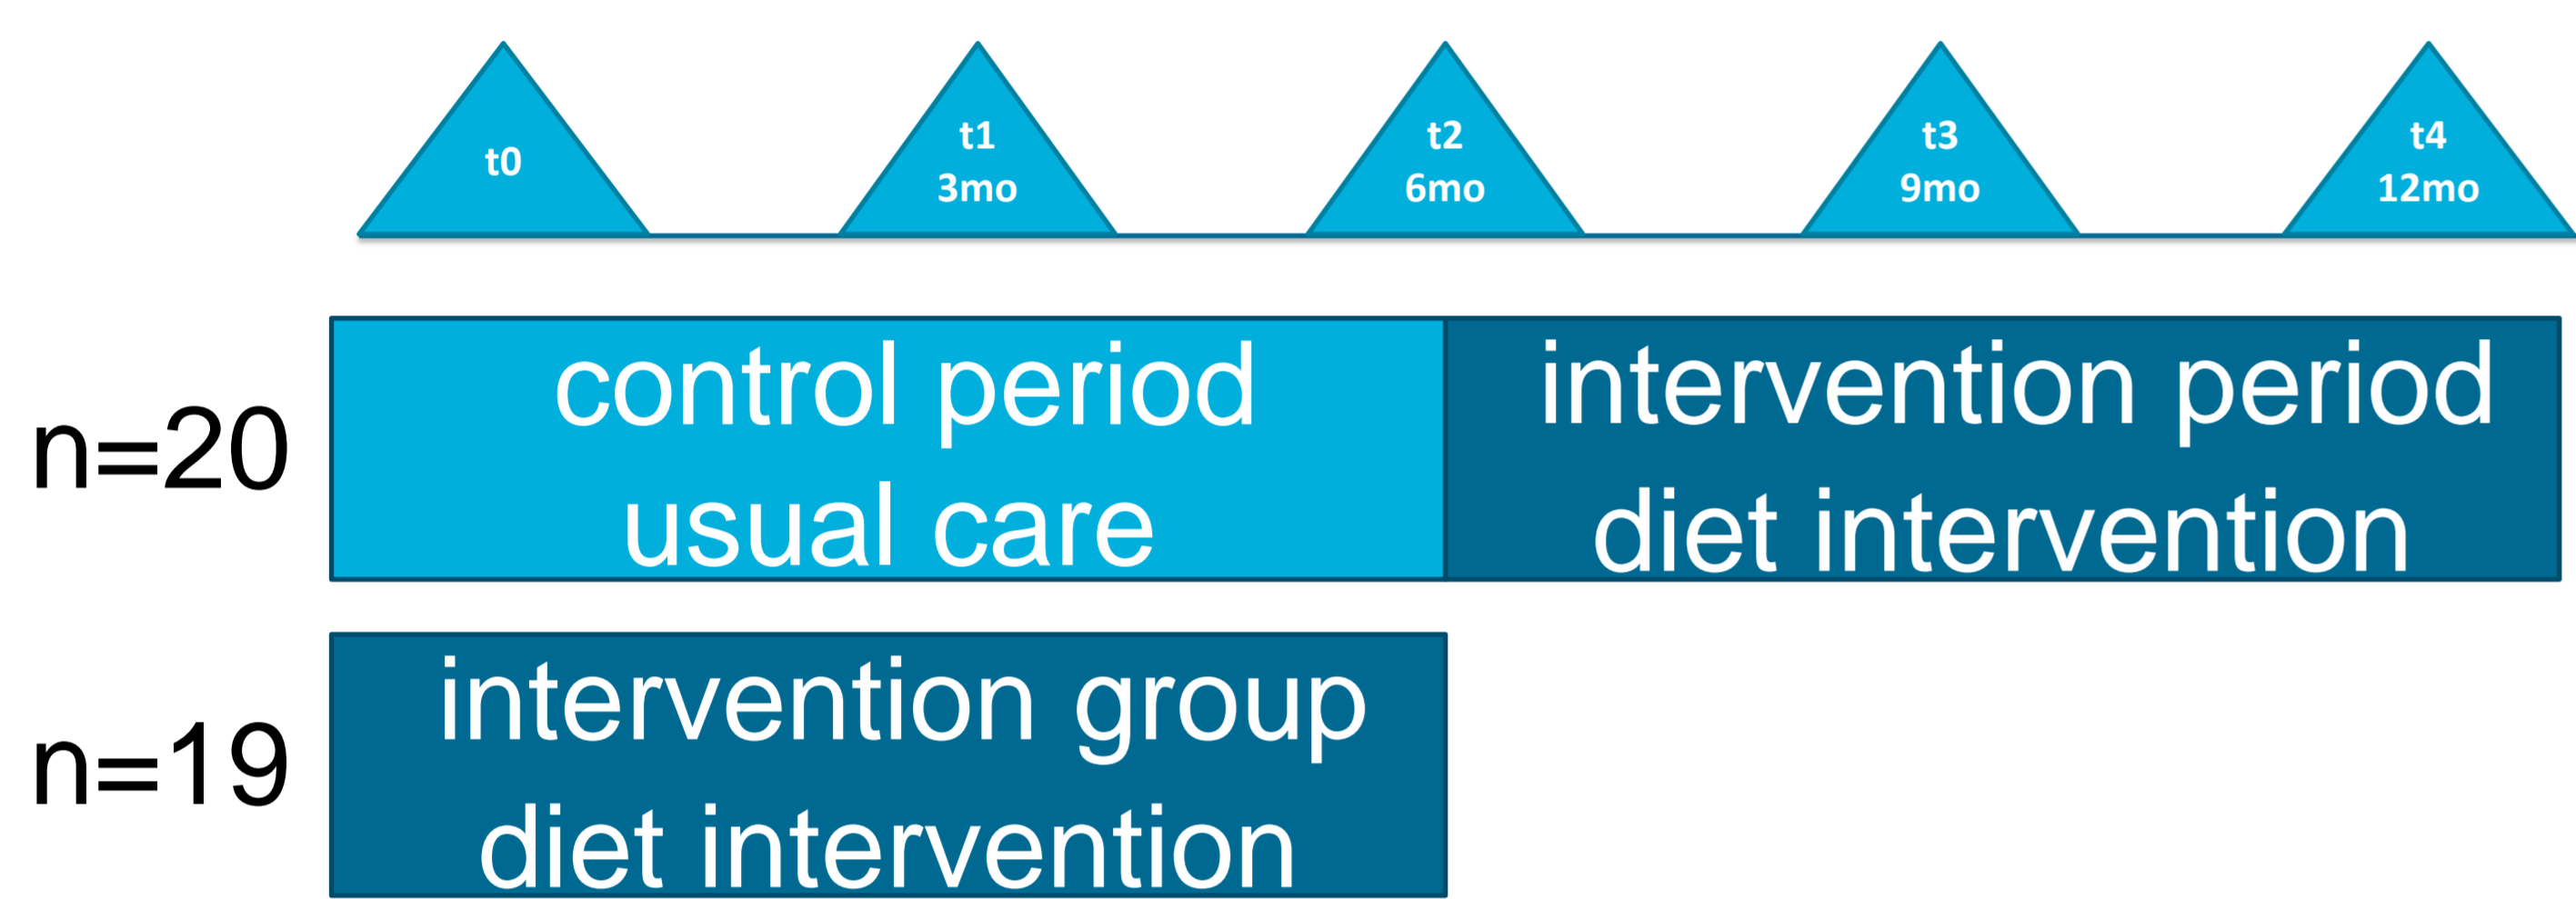 t0
t1
3mo
t2
6mo
t3
9mo
t4
12mo
n=20
control period
usual care
intervention period
diet intervention
n=19
intervention group
diet intervention